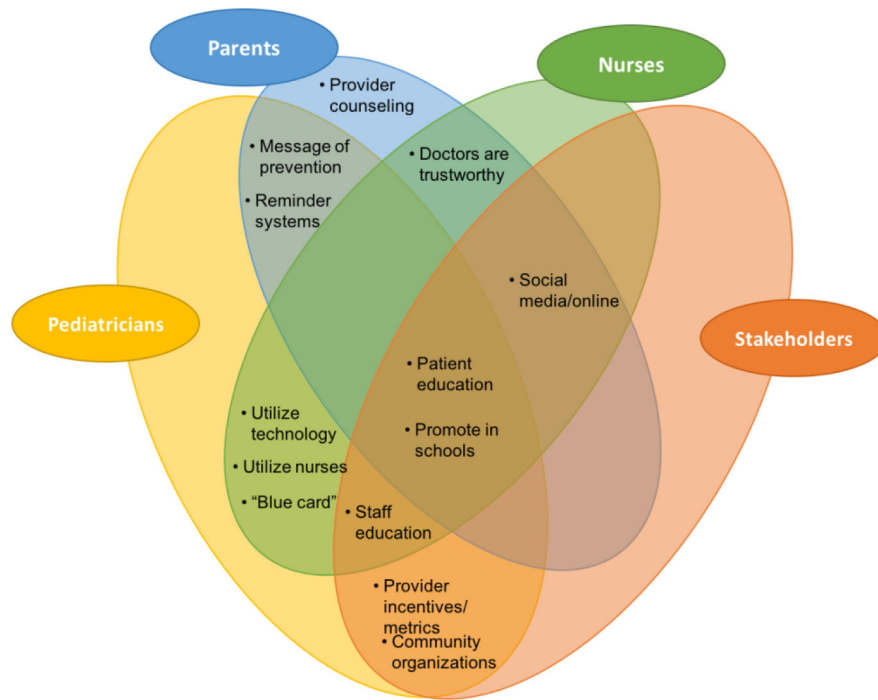 Parents
Nurses
• Provider
counseling
• Message of
prevention
• Doctors are
trustworthy
• Reminder
systems
• Social
media/online
Pediatricians
Stakeholders
• Patient
education
• Utilize
technology
• Promote in
schools
• Utilize nurses
• “Blue card”
• Staff
education
• Provider
incentives/
metrics
• Community
organizations